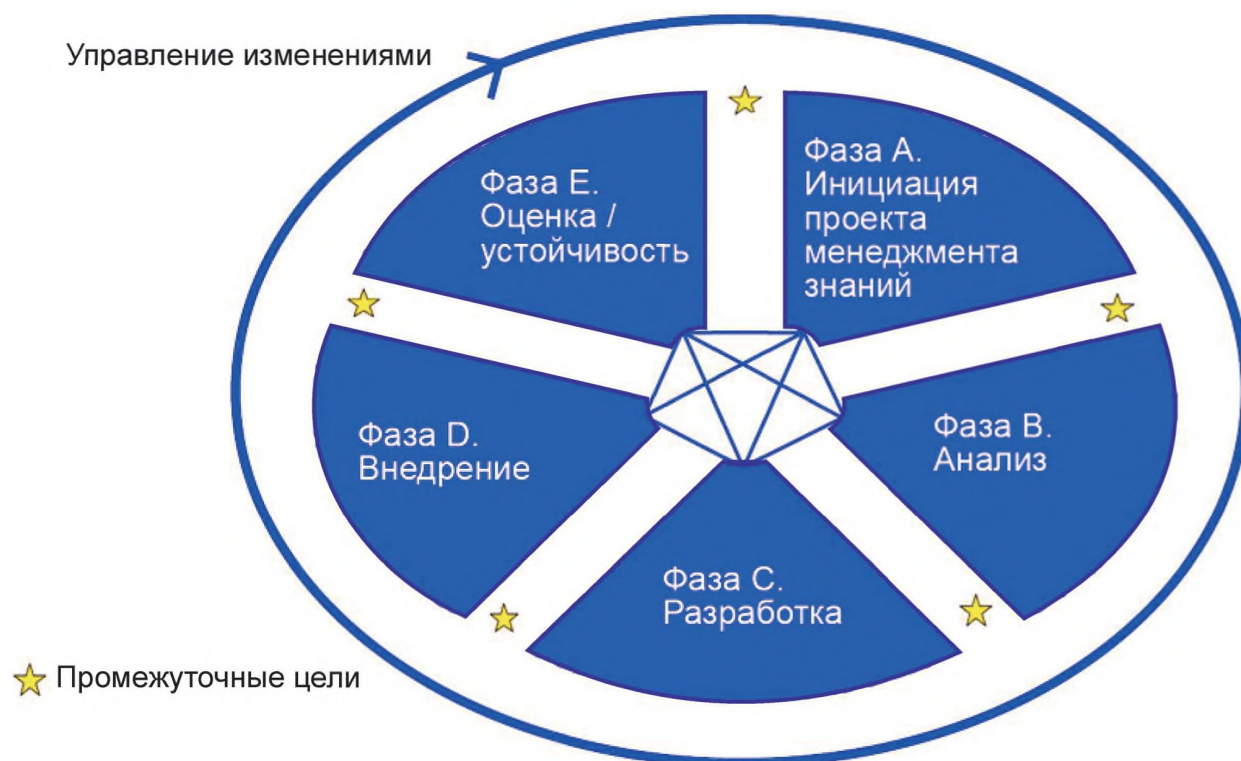 Управление изменениями
Фаза A.
Инициация
проекта
менеджмента
знаний
Фаза B.
Анализ
Фаза C.
Разработка
Фаза D.
Внедрение
Фаза E.
Оценка /
устойчивость
Промежуточные цели